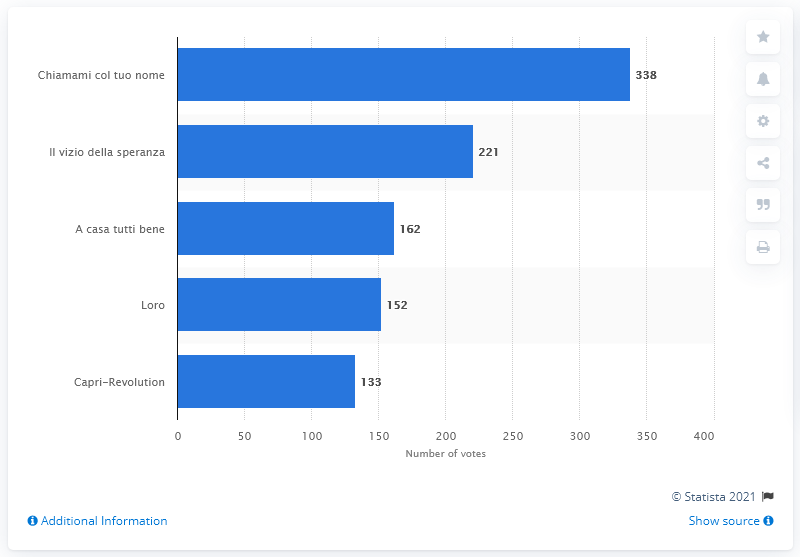 Chiamami col tuo nome
338
Il vizio della speranza
221
A casa tutti bene
162
Loro
152
Capri-Revolution
133
0 50 100 150 200 250 300 350 400
Number of votes
© Statista 2021
Additional Information
Show source